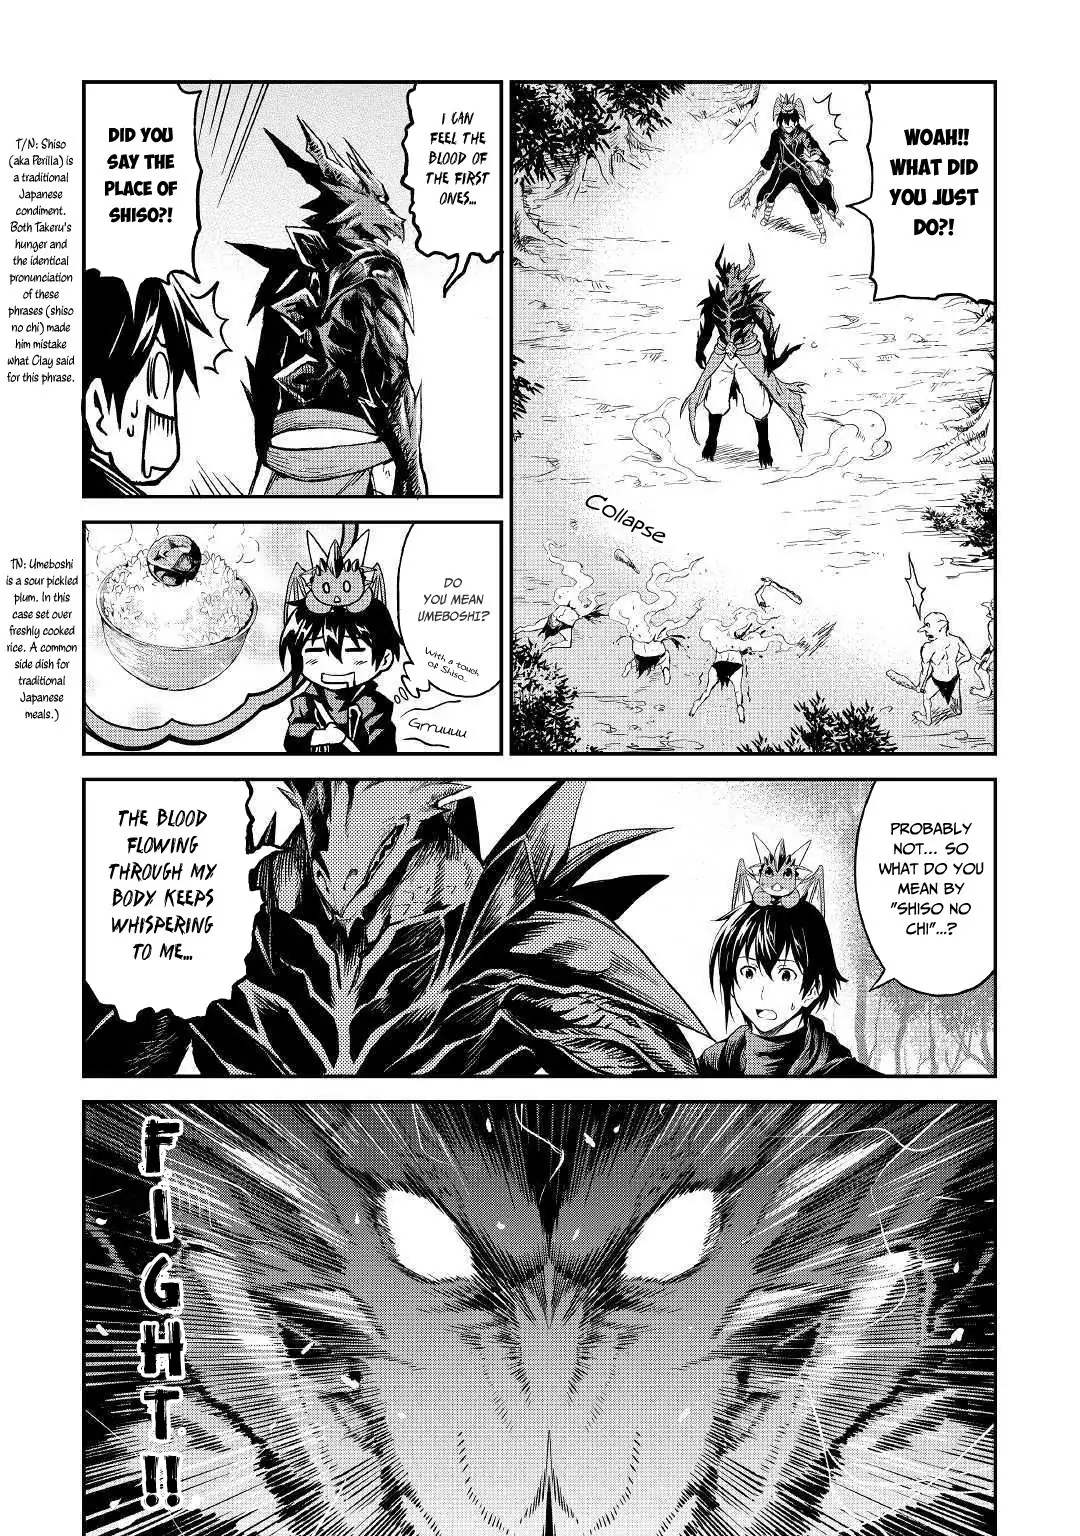 WOAH!!
WHAT DID
YOU JUST
DO?!
Collapse
I CAN
FEEL THE
BLOOD OF
THE FIRST
ONES...
DID YOU
SAY THE
PLACE OF
SHISO?!
T/N: Shiso
(aka Perilla) is
a traditional
Japanese
condiment.
Both Takeru's
hunger and
the identical
pronunciation
of these
phrases (shiso
no chi) made
him mistake
what Clay said
for this phrase.
DO
YOU MEAN
UMEBOSHI?
With a touch
of Shiso.
Grruuuu
TN: Umeboshi
is a sour pickled
plum. In this
case set over
freshly cooked
rice. A common
side dish for
traditional
Japanese
meals.)
PROBABLY
NOT... SO
WHAT DO YOU
MEAN BY
"SHISO NO
CHI"...?
THE BLOOD
FLOWING
THROUGH MY
BODY KEEPS
WHISPERING
TO ME...
FIGHT!!